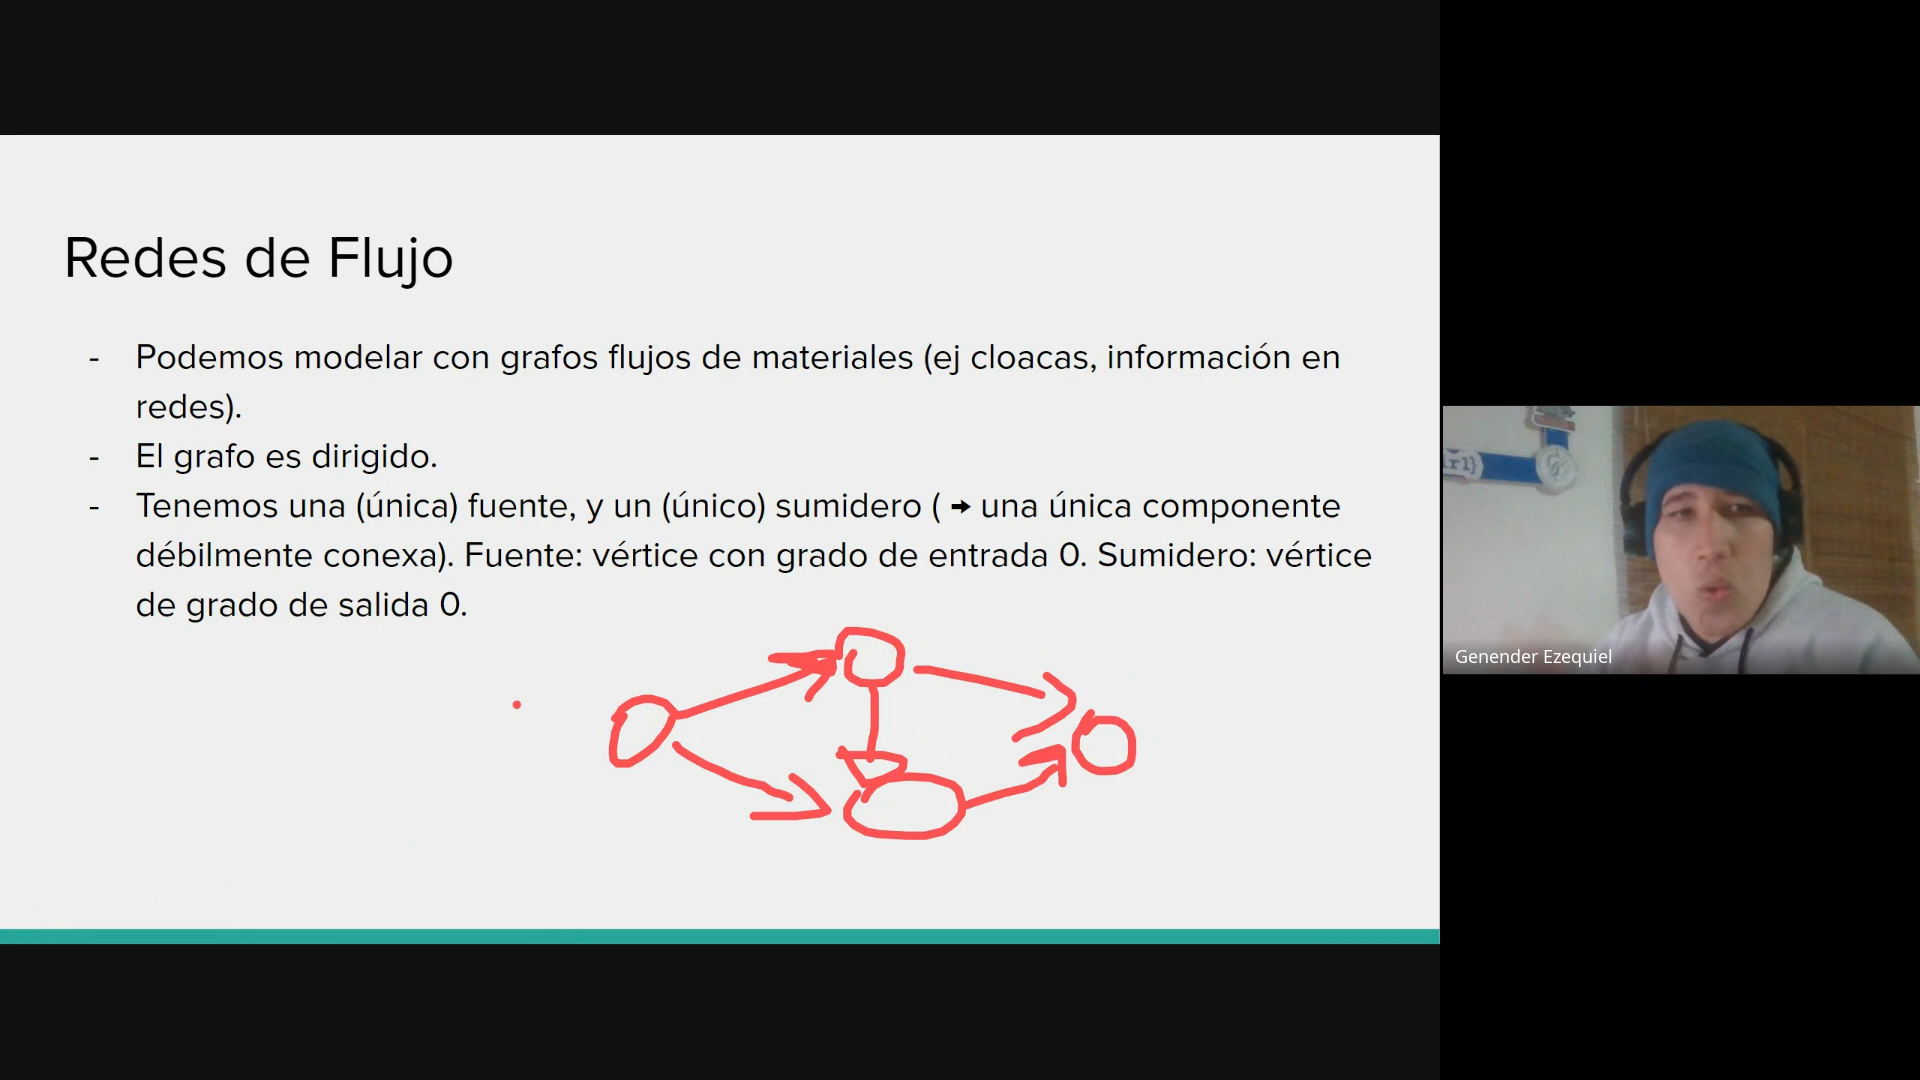 Redes de Flujo
- Podemos modelar con grafos flujos de materiales (ej cloacas, información en
redes).
- El grafo es dirigido.
- Tenemos una (única) fuente, y un (único) sumidero ( → una única componente
débilmente conexa). Fuente: vértice con grado de entrada 0. Sumidero: vértice
de grado de salida 0.
Genender Ezequiel